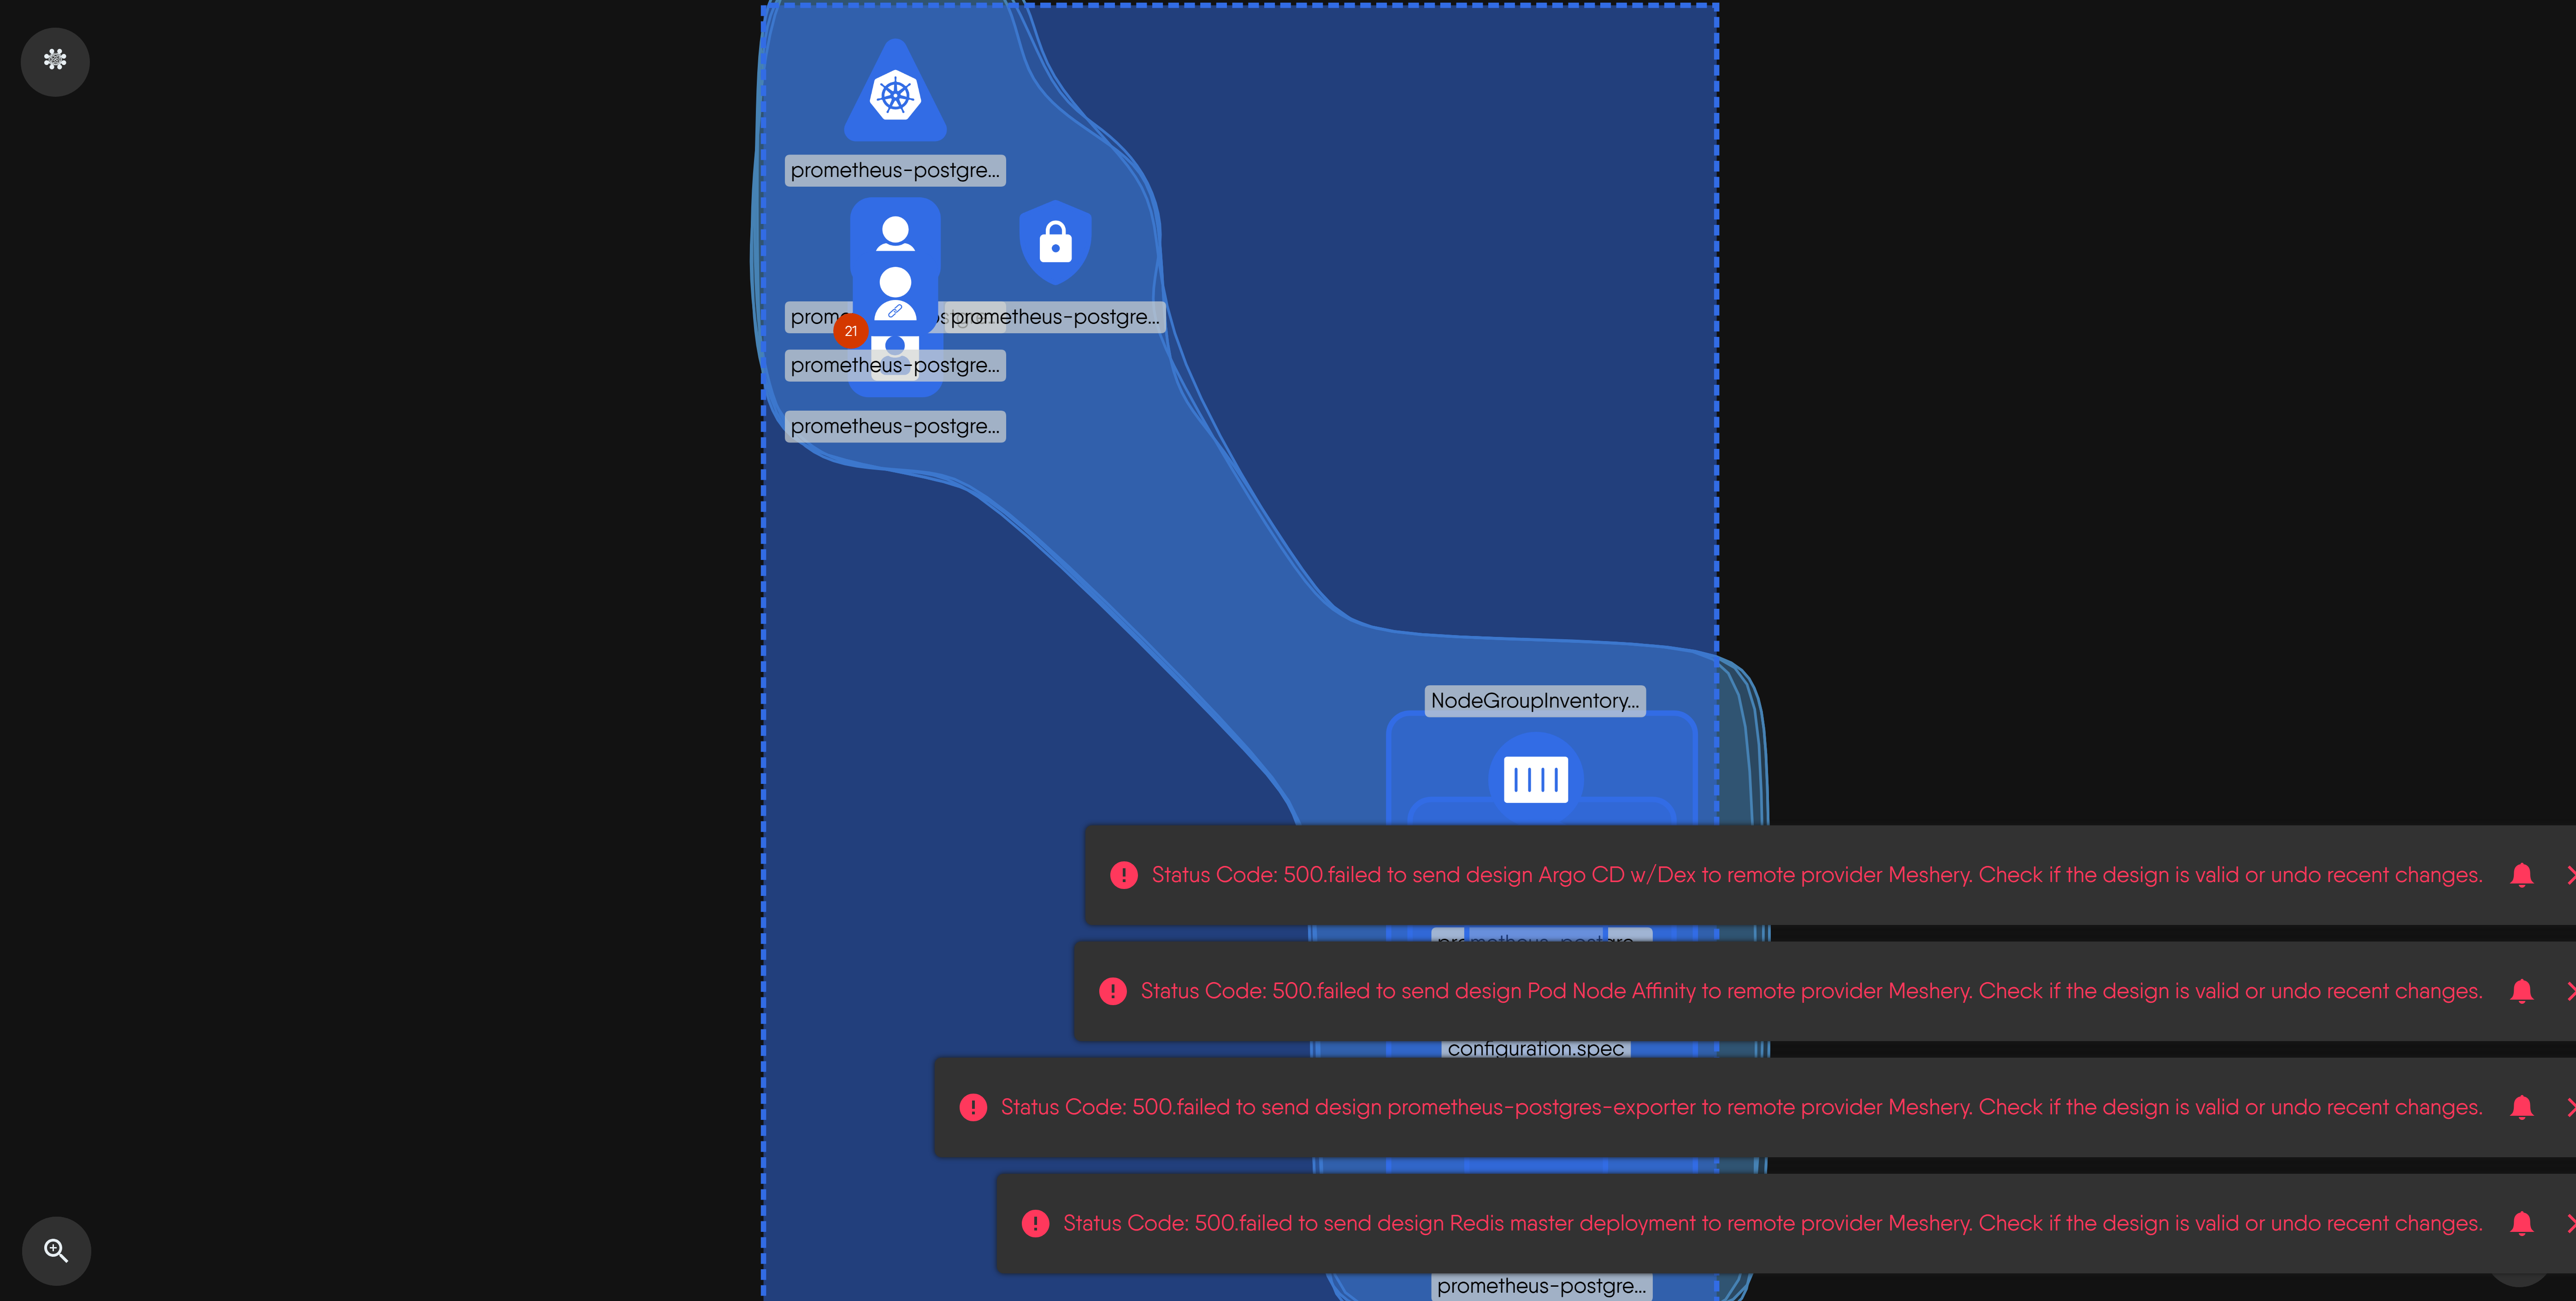 prometheus-postgre...
prometheus-postgre...
21
prometheus-postgre...
prometheus-postgre...
NodeGroupInventory...
Status Code: 500.failed to send design Argo CD w/Dex to remote provider Meshery. Check if the design is valid or undo recent changes.
Status Code: 500.failed to send design Pod Node Affinity to remote provider Meshery. Check if the design is valid or undo recent changes.
configuration.spec
Status Code: 500.failed to send design prometheus-postgres-exporter to remote provider Meshery. Check if the design is valid or undo recent changes.
Status Code: 500.failed to send design Redis master deployment to remote provider Meshery. Check if the design is valid or undo recent changes.
prometheus-postgre...